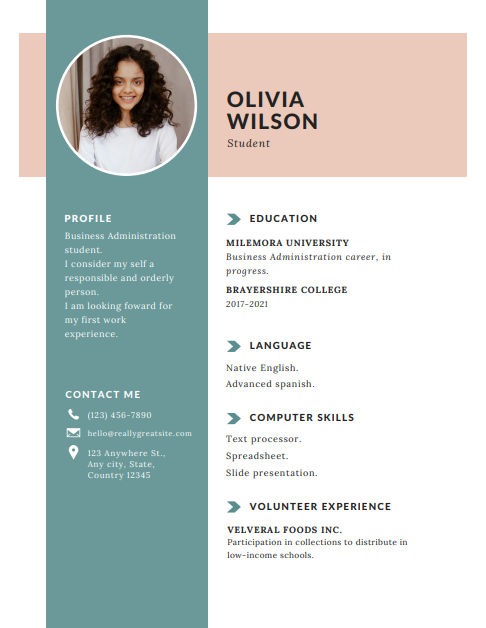 OLIVIA
WILSON
Student
PROFILE
Business Administration
student.
I consider my self a
responsible and orderly
person.
I am looking foward for
my first work
experience.
CONTACT ME
(123) 456-7890
hello@reallygreatsite.com
123 Anywhere St.,
Any city, State,
Country 12345
EDUCATION
MILEMORA UNIVERSITY
Business Administration career, in
progress.
BRAYERSHIRE COLLEGE
2017-2021
LANGUAGE
Native English.
Advanced spanish.
COMPUTER SKILLS
Text processor.
Spreadsheet.
Slide presentation.
VOLUNTEER EXPERIENCE
VELVERAL FOODS INC.
Participation in collections to distribute in
low-income schools.